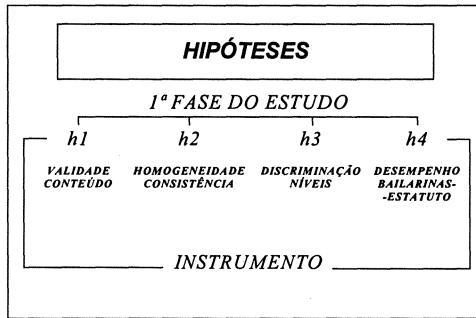 HIPÓTESES
1ª FASE DO ESTUDO
h1 h2 h3 h4
VALIDADE HOMOGENEIDADE DISCRIMINAÇÃO DESEMPENHO
CONTEÚDO CONSISTÊNCIA NÍVEIS BAILARINAS-
-ESTATUTO
INSTRUMENTO